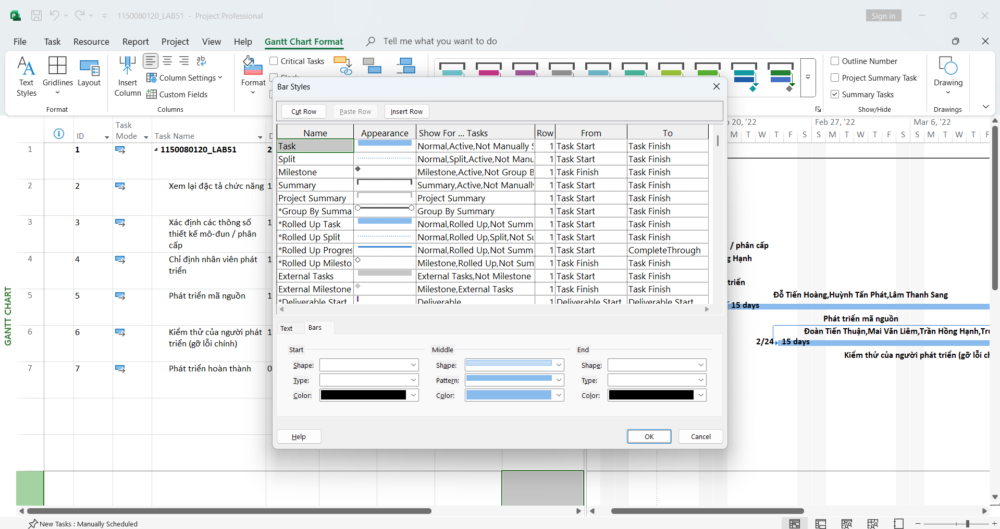 1150080120_LAB51 - Project Professional
Sign in
File Task Resource Report Project View Help Gantt Chart Format Tell me what you want to do
Text Styles
Gridlines
Layout
Format
Insert Column
Column Settings
Custom Fields
Columns
Format
Critical Tasks
Outline Number
Project Summary Task
Summary Tasks
Show/Hide
Drawing
Drawings
Bar Styles
Cut Row Paste Row Insert Row
Name Appearance Show For ... Tasks Row From To
Task Normal,Active,Not Manually 1 Task Start Task Finish
Split Normal,Split,Active,Not Manu 1 Task Start Task Finish
Milestone Milestone,Active,Not Group B 1 Task Finish Task Finish
Summary Summary,Active,Not Manually 1 Task Start Task Finish
Project Summary Project Summary 1 Task Start Task Finish
*Group By Summa Group By Summary 1 Task Start Task Finish
*Rolled Up Task Normal,Rolled Up,Not Summ 1 Task Start Task Finish
*Rolled Up Split Normal,Rolled Up,Split,Not Su 1 Task Start Task Finish
*Rolled Up Progres Normal,Rolled Up,Not Summ 1 Task Start CompleteThrough
*Rolled Up Milesto Milestone,Rolled Up,Not Sum 1 Task Finish Task Finish
External Tasks External Tasks,Not Milestone 1 Task Start Task Finish
External Milestone Milestone,External Tasks 1 Task Finish Task Finish
*Deliverable Start Deliverable 1 Deliverable Start Deliverable Start
Text Bars
Start Middle End
Shape: Shape: Shape:
Type: Pattern: Type:
Color: Color: Color:
Help OK Cancel
GANTT CHART
ID Task Mode Task Name
1 1 1150080120_LAB51 2
2 2 Xem lại đặc tả chức năng 1
3 3 Xác định các thông số thiết kế mô-đun / phân cấp 1
4 4 Chỉ định nhân viên phát triển 1
5 5 Phát triển mã nguồn 1
6 6 Kiểm thử của người phát triển (gỡ lỗi chính) 1
7 7 Phát triển hoàn thành 0
20, '22 Feb 27, '22 Mar 6, '22
M T W T F S S M T W T F S S M T W T F
/ phân cấp
Hạnh
triển
Đỗ Tiến Hoàng,Huỳnh Tấn Phát,Lâm Thanh Sang
15 days
Phát triển mã nguồn
Đoàn Tiến Thuận,Mai Văn Liêm,Trần Hồng Hạnh,Trư
2/24 15 days
Kiểm thử của người phát triển (gỡ lỗi ch
New Tasks : Manually Scheduled